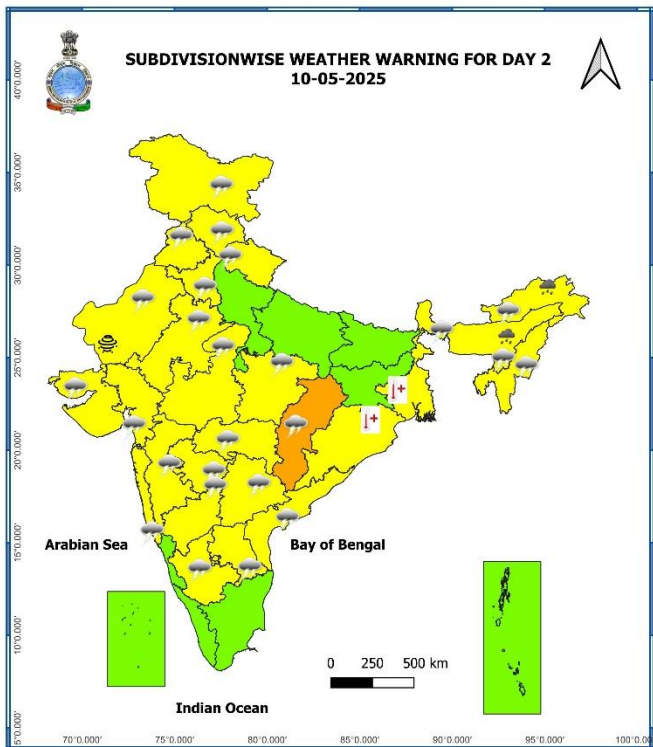 SUBDIVISIONWISE WEATHER WARNING FOR DAY 2
10-05-2025
40°0.000'
35°0.000'
30°0.000'
25°0.000'
20°0.000'
15°0.000'
10°0.000'
5°0.000'
Arabian Sea
Bay of Bengal
0 250 500 km
Indian Ocean
70°0.000' 75°0.000' 80°0.000' 85°0.000' 90°0.000' 95°0.000' 100°0.0